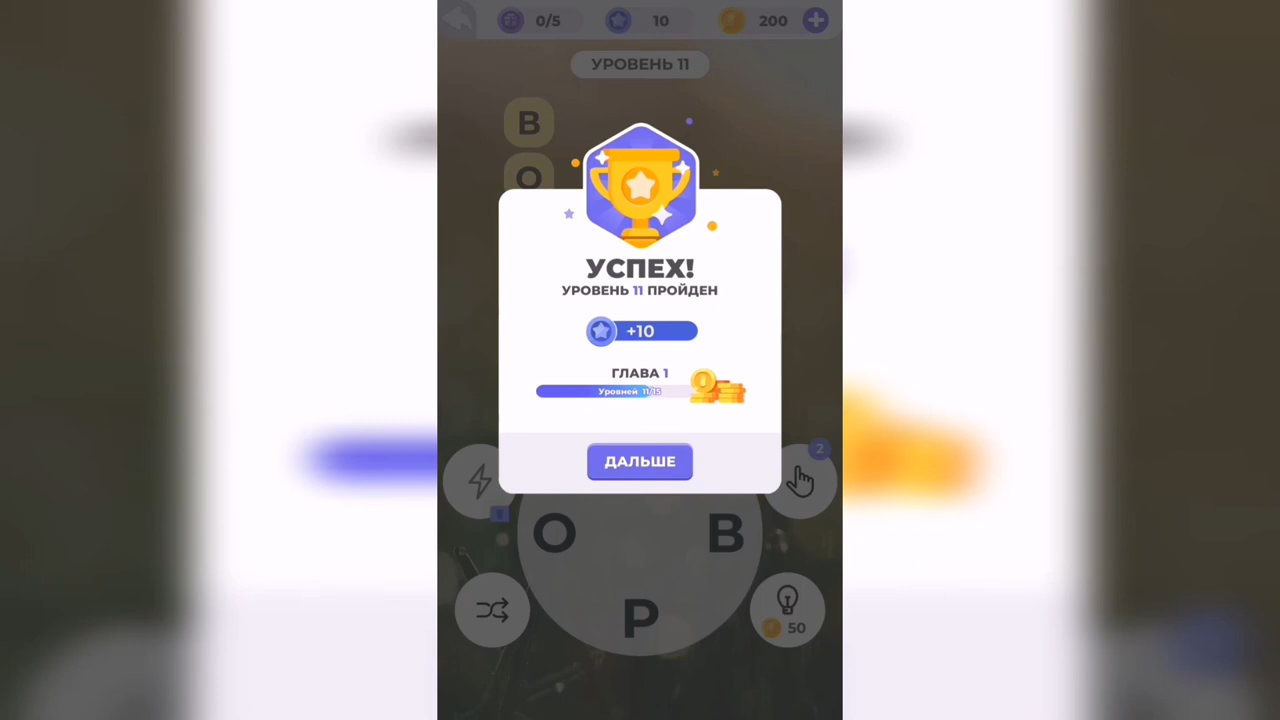 0/5
10
200
УРОВЕНЬ 11
В
О
УСПЕХ!
УРОВЕНЬ 11 ПРОЙДЕН
+10
ГЛАВА 1
Уровней 11/15
ДАЛЬШЕ
2
О
В
Р
50